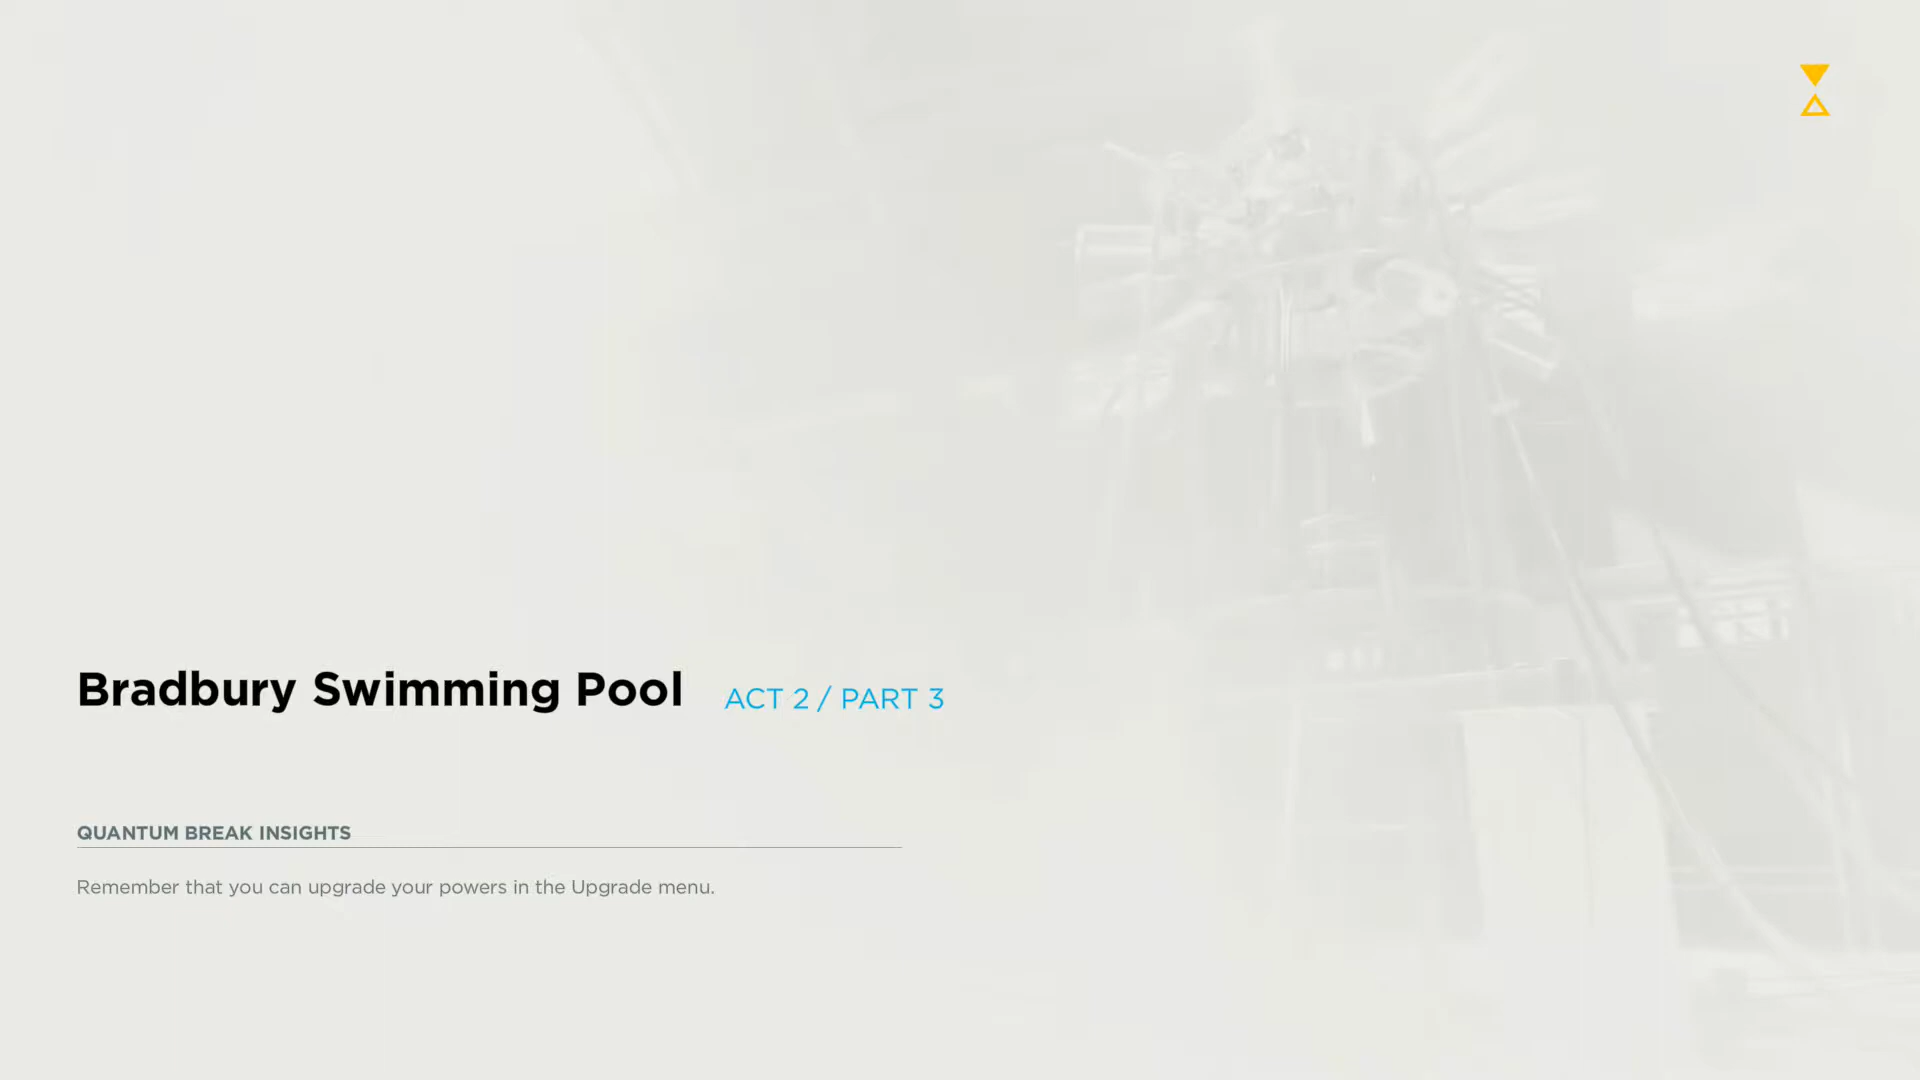 Bradbury Swimming Pool ACT 2 / PART 3
QUANTUM BREAK INSIGHTS
Remember that you can upgrade your powers in the Upgrade menu.